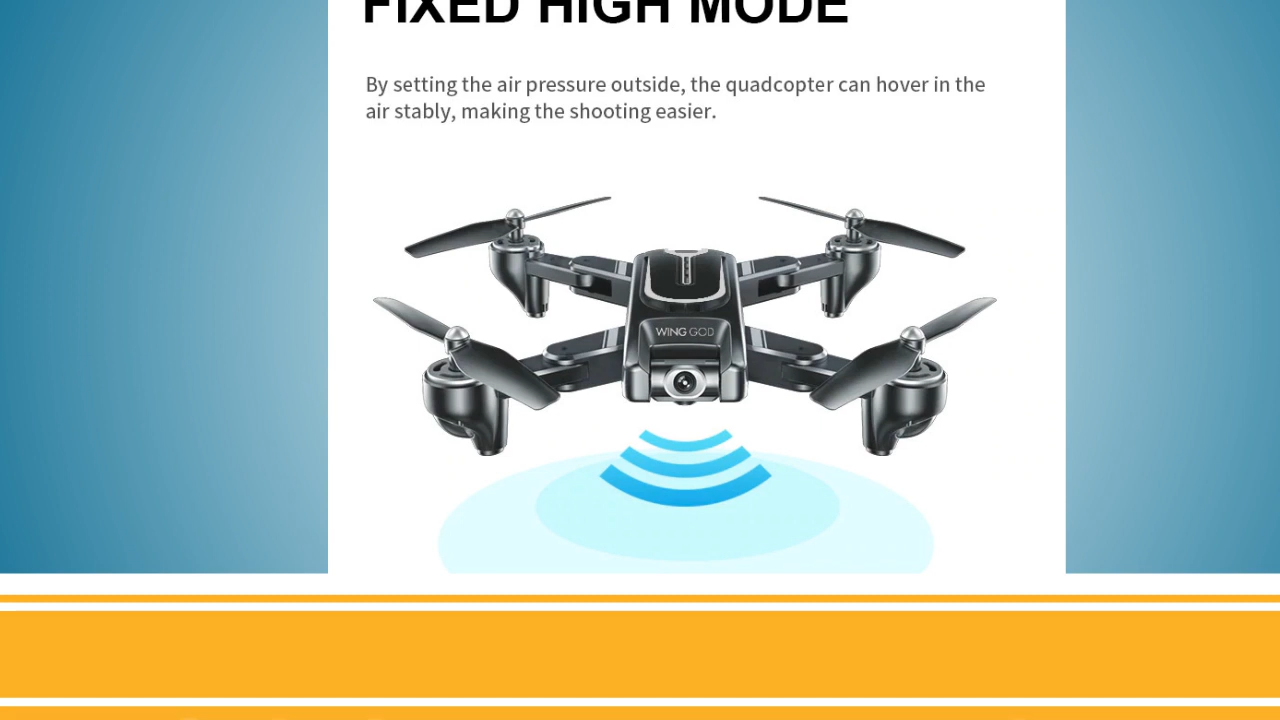 FIXED HIGH MODE
By setting the air pressure outside, the quadcopter can hover in the
air stably, making the shooting easier.
WING GOD